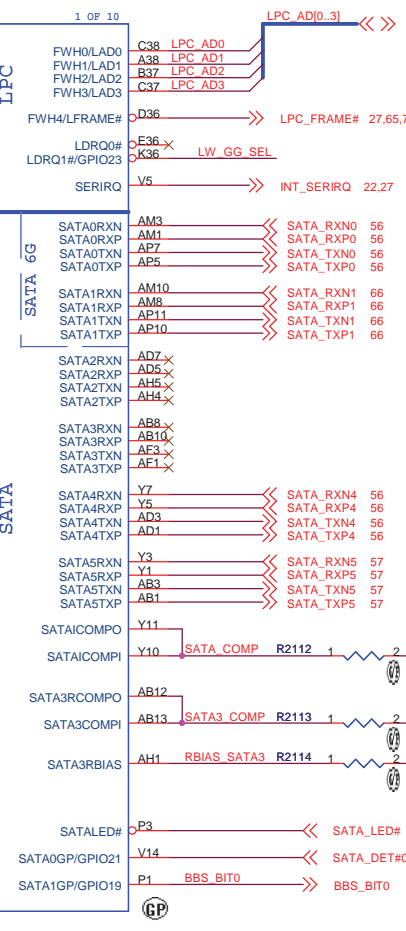 1 OF 10
LPC_AD[0..3]
LPC
FWH0/LAD0 C38 LPC_AD0
FWH1/LAD1 A38 LPC_AD1
FWH2/LAD2 B37 LPC_AD2
FWH3/LAD3 C37 LPC_AD3
FWH4/LFRAME# D36 LPC_FRAME# 27,65,7
LDRQ0# E36
LDRQ1#/GPIO23 K36 LW_GG_SEL
SERIRQ V5 INT_SERIRQ 22,27
SATA 6G
SATA0RXN AM3 SATA_RXN0 56
SATA0RXP AM1 SATA_RXP0 56
SATA0TXN AP7 SATA_TXN0 56
SATA0TXP AP5 SATA_TXP0 56
SATA1RXN AM10 SATA_RXN1 66
SATA1RXP AM8 SATA_RXP1 66
SATA1TXN AP11 SATA_TXN1 66
SATA1TXP AP10 SATA_TXP1 66
SATA2RXN AD7
SATA2RXP AD5
SATA2TXN AH5
SATA2TXP AH4
SATA3RXN AB8
SATA3RXP AB10
SATA3TXN AF3
SATA3TXP AF1
SATA
SATA4RXN Y7 SATA_RXN4 56
SATA4RXP Y5 SATA_RXP4 56
SATA4TXN AD3 SATA_TXN4 56
SATA4TXP AD1 SATA_TXP4 56
SATA5RXN Y3 SATA_RXN5 57
SATA5RXP Y1 SATA_RXP5 57
SATA5TXN AB3 SATA_TXN5 57
SATA5TXP AB1 SATA_TXP5 57
SATAICOMPO Y11
SATAICOMPI Y10 SATA_COMP R2112 1 2
SATA3RCOMPO AB12
SATA3COMPI AB13 SATA3_COMP R2113 1 2
SATA3RBIAS AH1 RBIAS_SATA3 R2114 1 2
SATALED# P3 SATA_LED#
SATA0GP/GPIO21 V14 SATA_DET#0
SATA1GP/GPIO19 P1 BBS_BIT0 BBS_BIT0
GP